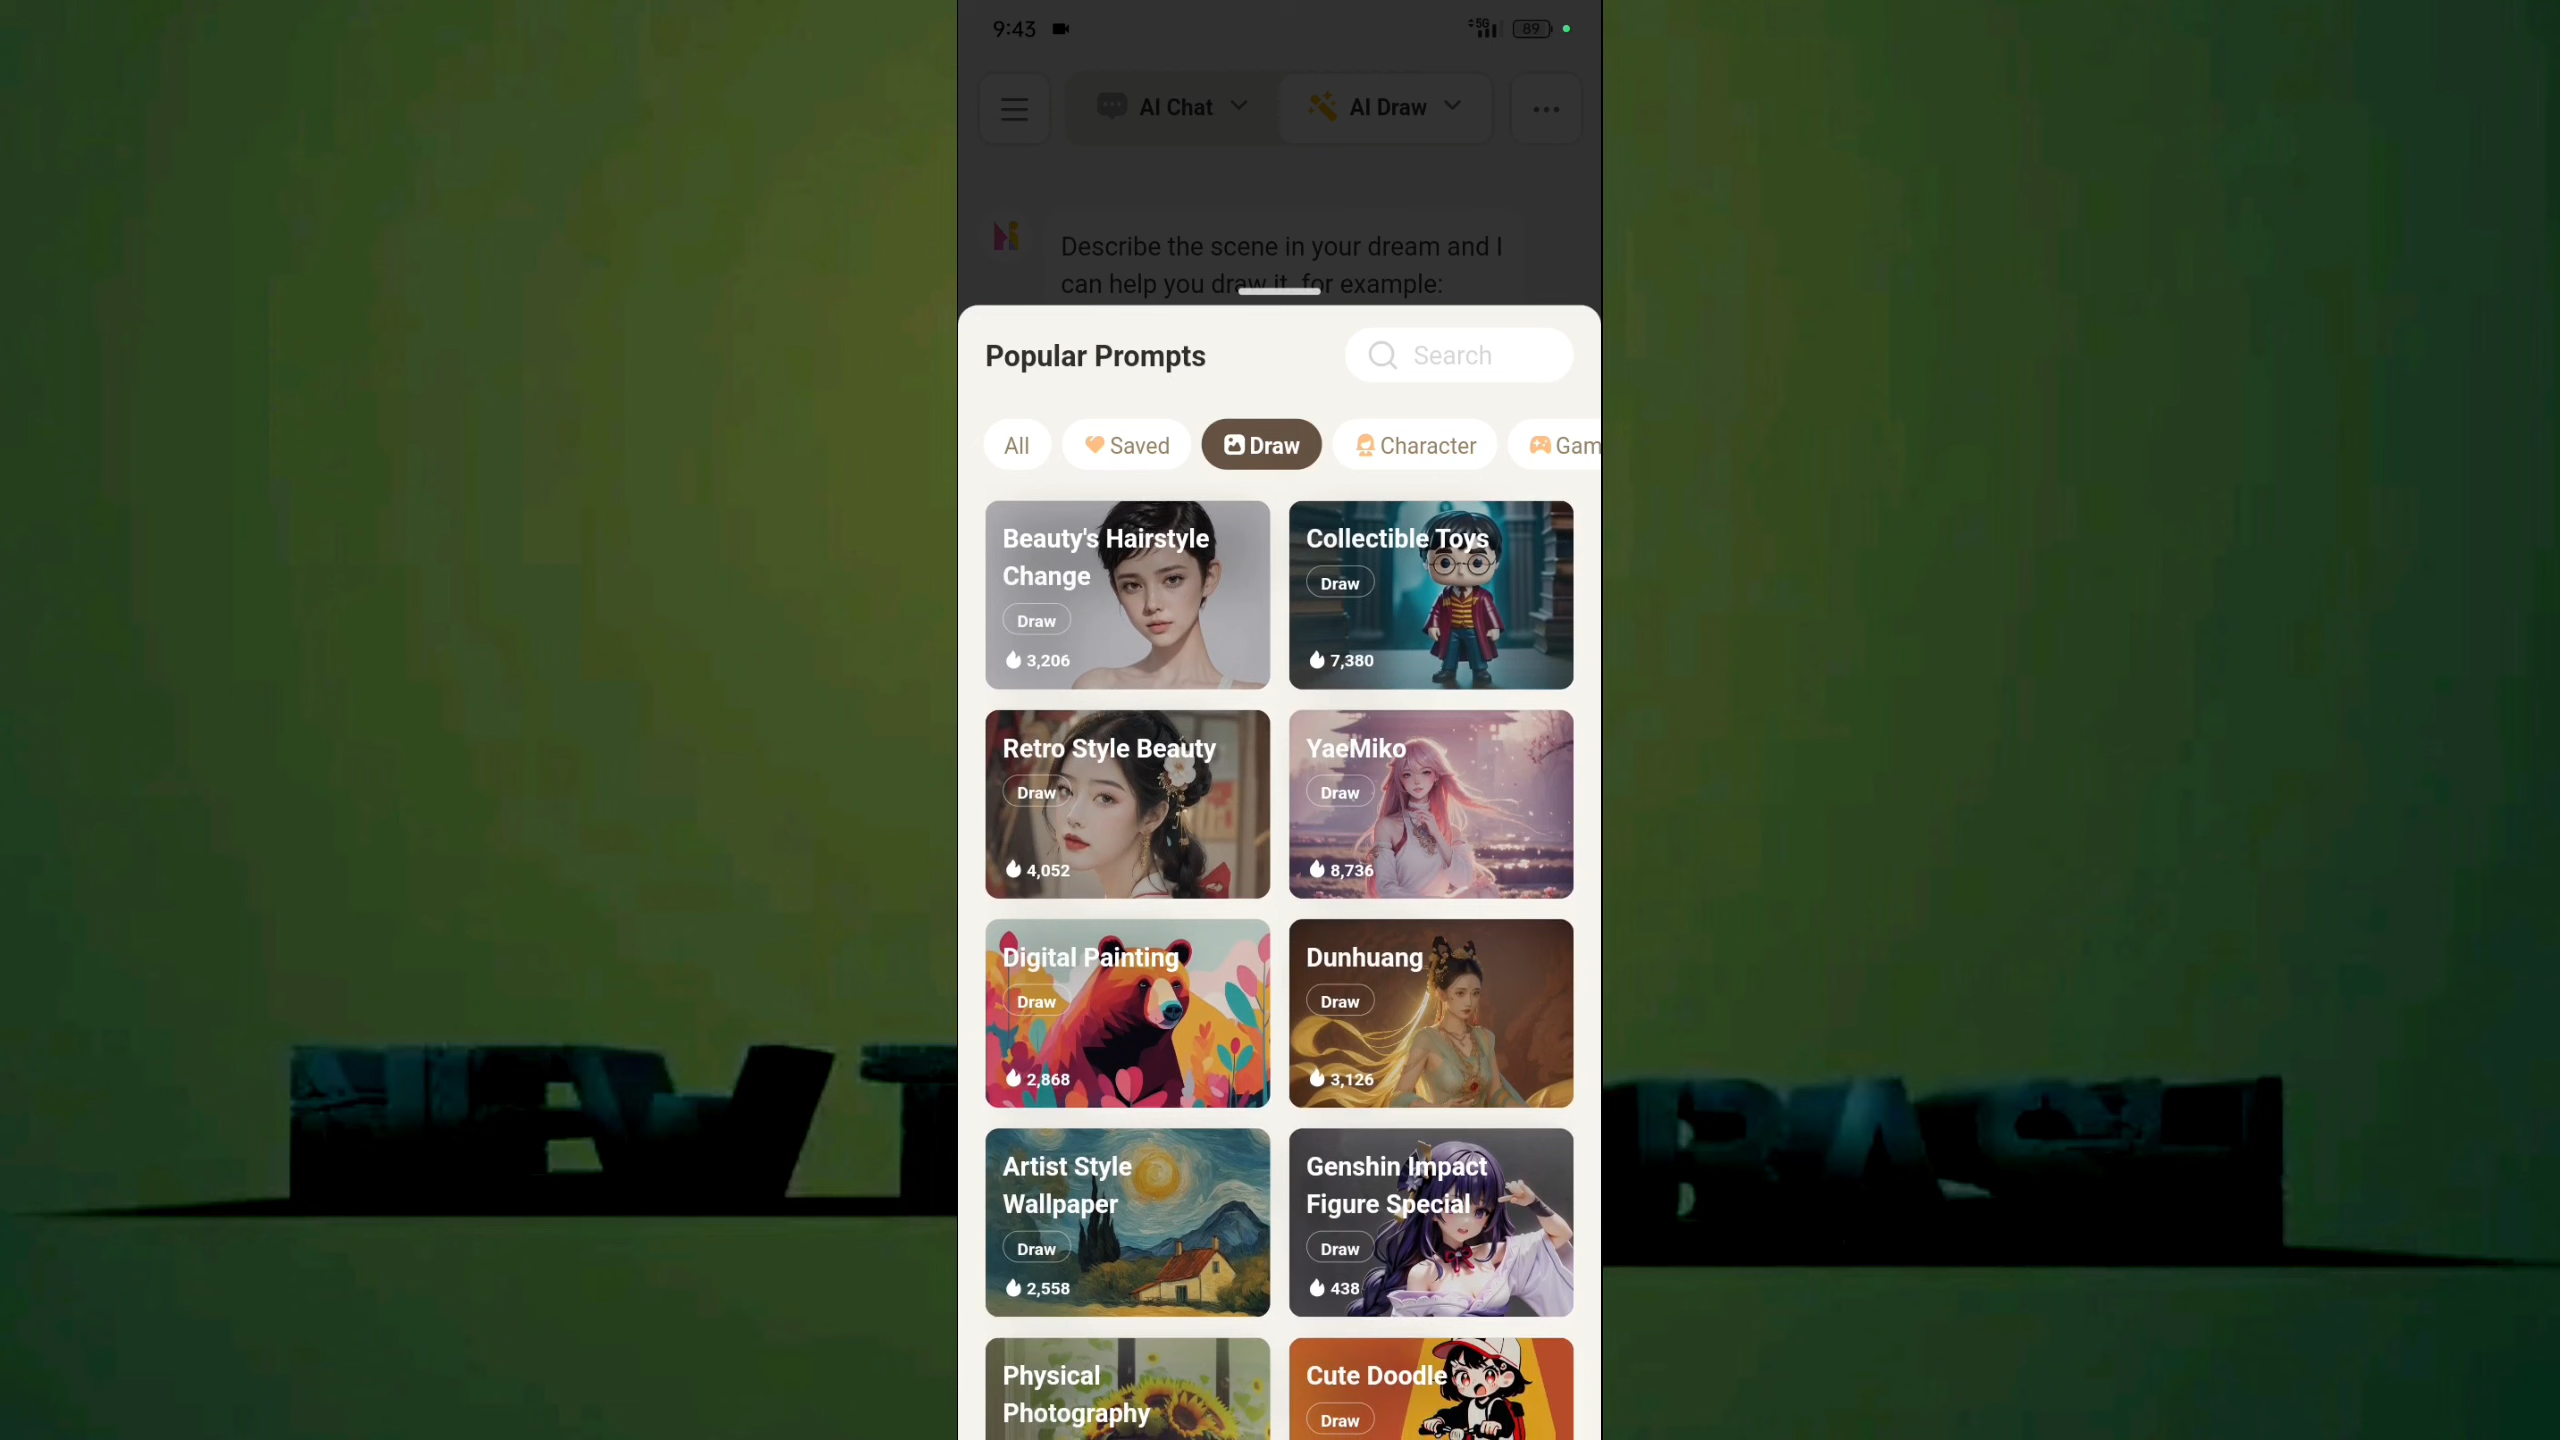 9:43
5G
89
AI Chat
AI Draw
Describe the scene in your dream and I
can help you draw it, for example:
Popular Prompts
Search
All
Saved
Draw
Character
Gam
Beauty's Hairstyle
Change
Draw
3,206
Collectible Toys
Draw
7,380
Retro Style Beauty
Draw
4,052
YaeMiko
Draw
8,736
Digital Painting
Draw
2,868
Dunhuang
Draw
3,126
Artist Style
Wallpaper
Draw
2,558
Genshin Impact
Figure Special
Draw
438
Physical
Photography
Cute Doodle
Draw